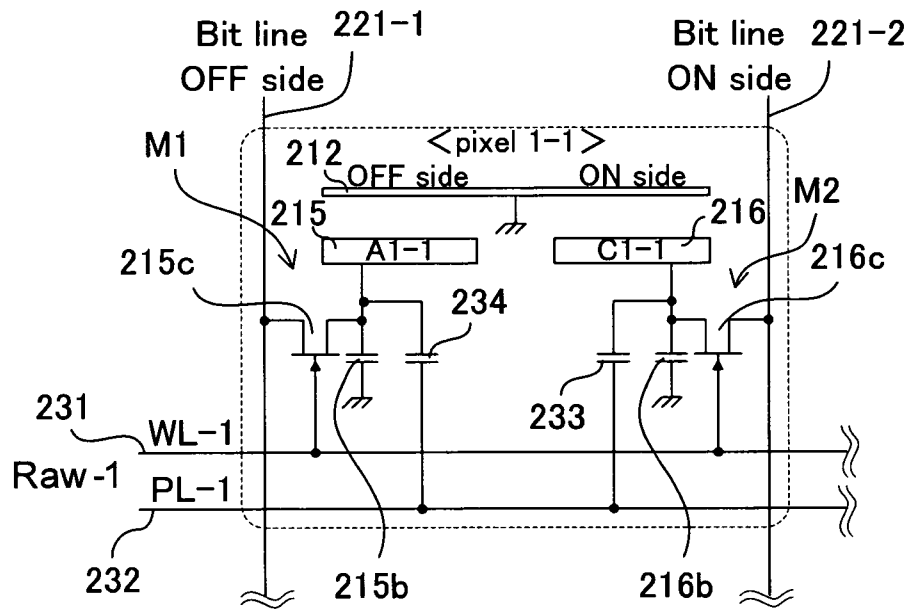 Bit line 221-1
OFF side
Bit line 221-2
ON side
M1
<pixel 1-1>
212
OFF side ON side
M2
215
216
A1-1
C1-1
215c
216c
234
233
231
WL-1
Raw-1
PL-1
232
215b
216b